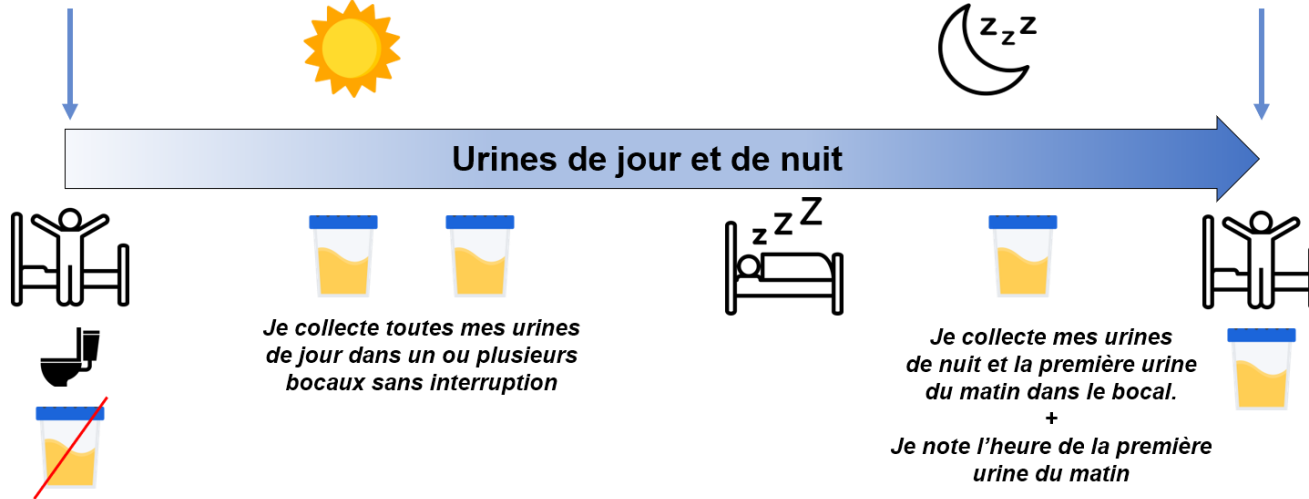 z z z
Urines de jour et de nuit
z z Z
Je collecte toutes mes urines
de jour dans un ou plusieurs
bocaux sans interruption
Je collecte mes urines
de nuit et la première urine
du matin dans le bocal.
+
Je note l’heure de la première
urine du matin